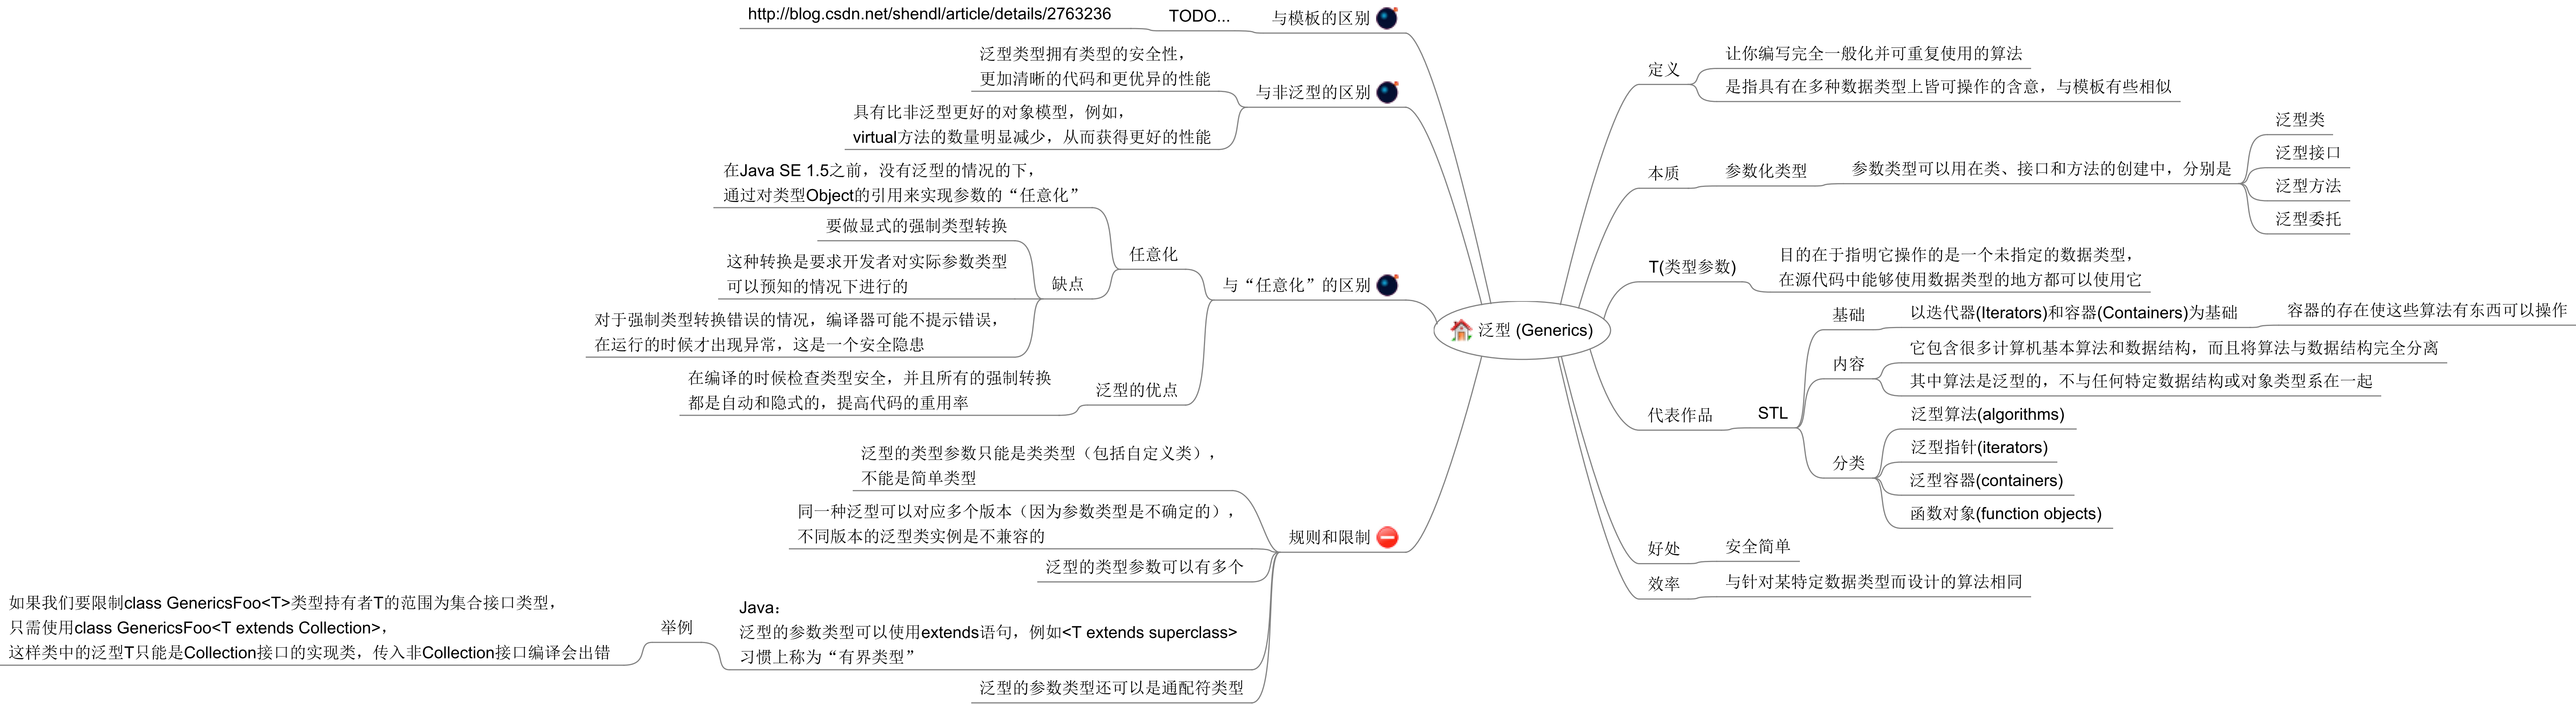 泛型 (Generics)
定义
让你编写完全一般化并可重复使用的算法
是指具有在多种数据类型上皆可操作的含意，与模板有些相似
本质
参数化类型
参数类型可以用在类、接口和方法的创建中，分别是
泛型类
泛型接口
泛型方法
泛型委托
T(类型参数)
目的在于指明它操作的是一个未指定的数据类型，
在源代码中能够使用数据类型的地方都可以使用它
代表作品
STL
基础
以迭代器(Iterators)和容器(Containers)为基础
容器的存在使这些算法有东西可以操作
内容
它包含很多计算机基本算法和数据结构，而且将算法与数据结构完全分离
其中算法是泛型的，不与任何特定数据结构或对象类型系在一起
分类
泛型算法(algorithms)
泛型指针(iterators)
泛型容器(containers)
函数对象(function objects)
好处
安全简单
效率
与针对某特定数据类型而设计的算法相同
与模板的区别
TODO...
http://blog.csdn.net/shendl/article/details/2763236
与非泛型的区别
泛型类型拥有类型的安全性，
更加清晰的代码和更优异的性能
具有比非泛型更好的对象模型，例如，
virtual方法的数量明显减少，从而获得更好的性能
与“任意化”的区别
任意化
在Java SE 1.5之前，没有泛型的情况的下，
通过对类型Object的引用来实现参数的“任意化”
缺点
要做显式的强制类型转换
这种转换是要求开发者对实际参数类型
可以预知的情况下进行的
对于强制类型转换错误的情况，编译器可能不提示错误，
在运行的时候才出现异常，这是一个安全隐患
泛型的优点
在编译的时候检查类型安全，并且所有的强制转换
都是自动和隐式的，提高代码的重用率
规则和限制
泛型的类型参数只能是类类型（包括自定义类），
不能是简单类型
同一种泛型可以对应多个版本（因为参数类型是不确定的），
不同版本的泛型类实例是不兼容的
泛型的类型参数可以有多个
Java：
泛型的参数类型可以使用extends语句，例如<T extends superclass>
习惯上称为“有界类型”
举例
如果我们要限制class GenericsFoo<T>类型持有者T的范围为集合接口类型，
只需使用class GenericsFoo<T extends Collection>，
这样类中的泛型T只能是Collection接口的实现类，传入非Collection接口编译会出错
泛型的参数类型还可以是通配符类型